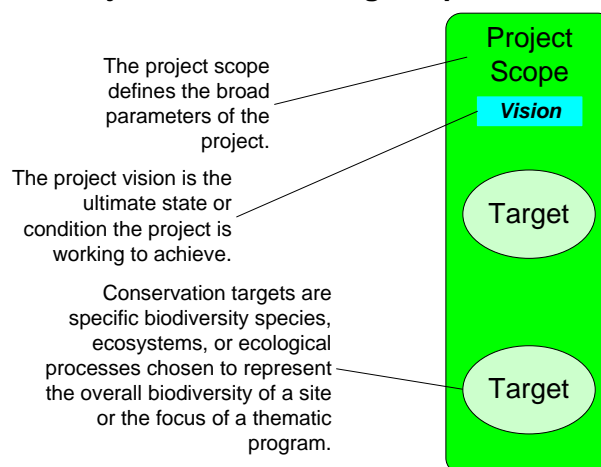 The project scope
defines the broad
parameters of the
project.
The project vision is the
ultimate state or
condition the project is
working to achieve.
Conservation targets are
specific biodiversity species,
ecosystems, or ecological
processes chosen to represent
the overall biodiversity of a site
or the focus of a thematic
program.
Project
Scope
Vision
Target
Target